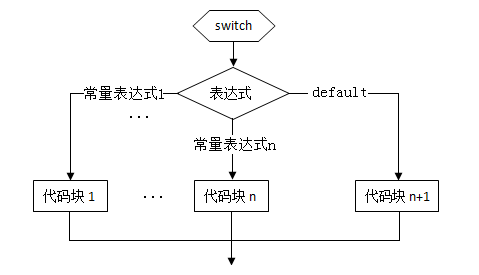 switch
常量表达式1
表达式
default
...
常量表达式n
代码块 1
...
代码块 n
代码块 n+1